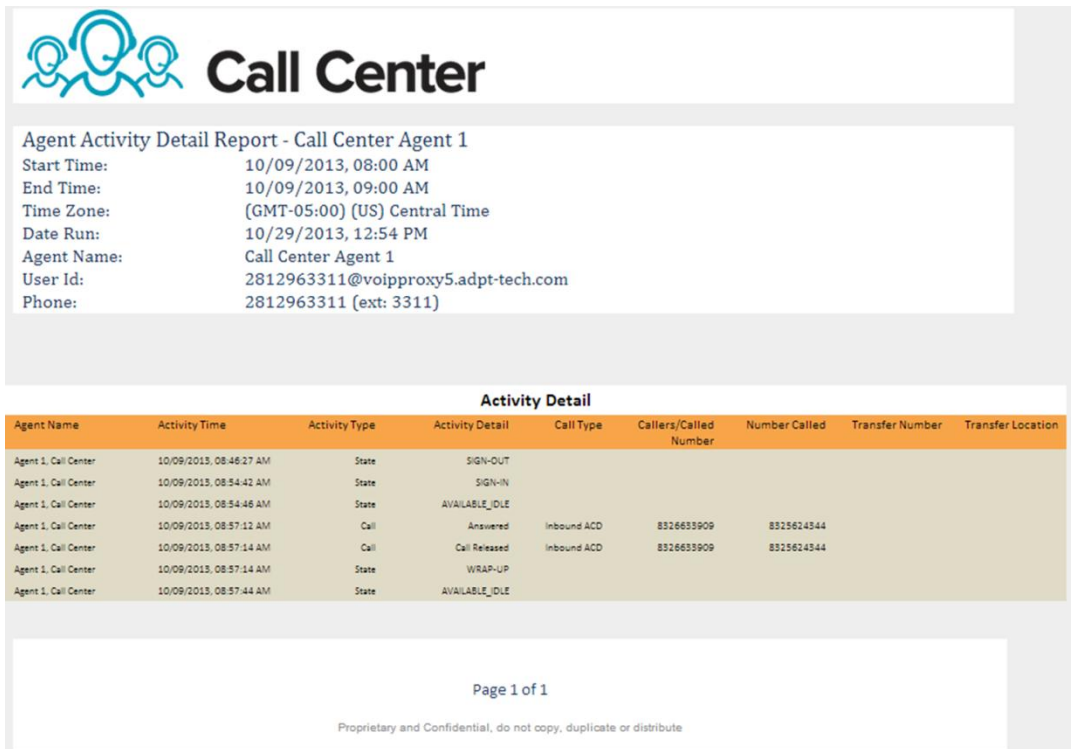 Call Center
Agent Activity Detail Report - Call Center Agent 1
Start Time: 10/09/2013, 08:00 AM
End Time: 10/09/2013, 09:00 AM
Time Zone: (GMT-05:00) (US) Central Time
Date Run: 10/29/2013, 12:54 PM
Agent Name: Call Center Agent 1
User Id: 2812963311@voipproxy5.adpt-tech.com
Phone: 2812963311 (ext: 3311)
Activity Detail
Agent Name Activity Time Activity Type Activity Detail Call Type Callers/Called Number Number Called Transfer Number Transfer Location
Agent 1, Call Center 10/09/2013, 08:46:27 AM State SIGN-OUT
Agent 1, Call Center 10/09/2013, 08:54:42 AM State SIGN-IN
Agent 1, Call Center 10/09/2013, 08:54:46 AM State AVAILABLE_IDLE
Agent 1, Call Center 10/09/2013, 08:57:12 AM Call Answered Inbound ACD 8326633909 8325624344
Agent 1, Call Center 10/09/2013, 08:57:14 AM Call Call Released Inbound ACD 8326633909 8325624344
Agent 1, Call Center 10/09/2013, 08:57:14 AM State WRAP-UP
Agent 1, Call Center 10/09/2013, 08:57:44 AM State AVAILABLE_IDLE
Page 1 of 1
Proprietary and Confidential, do not copy, duplicate or distribute